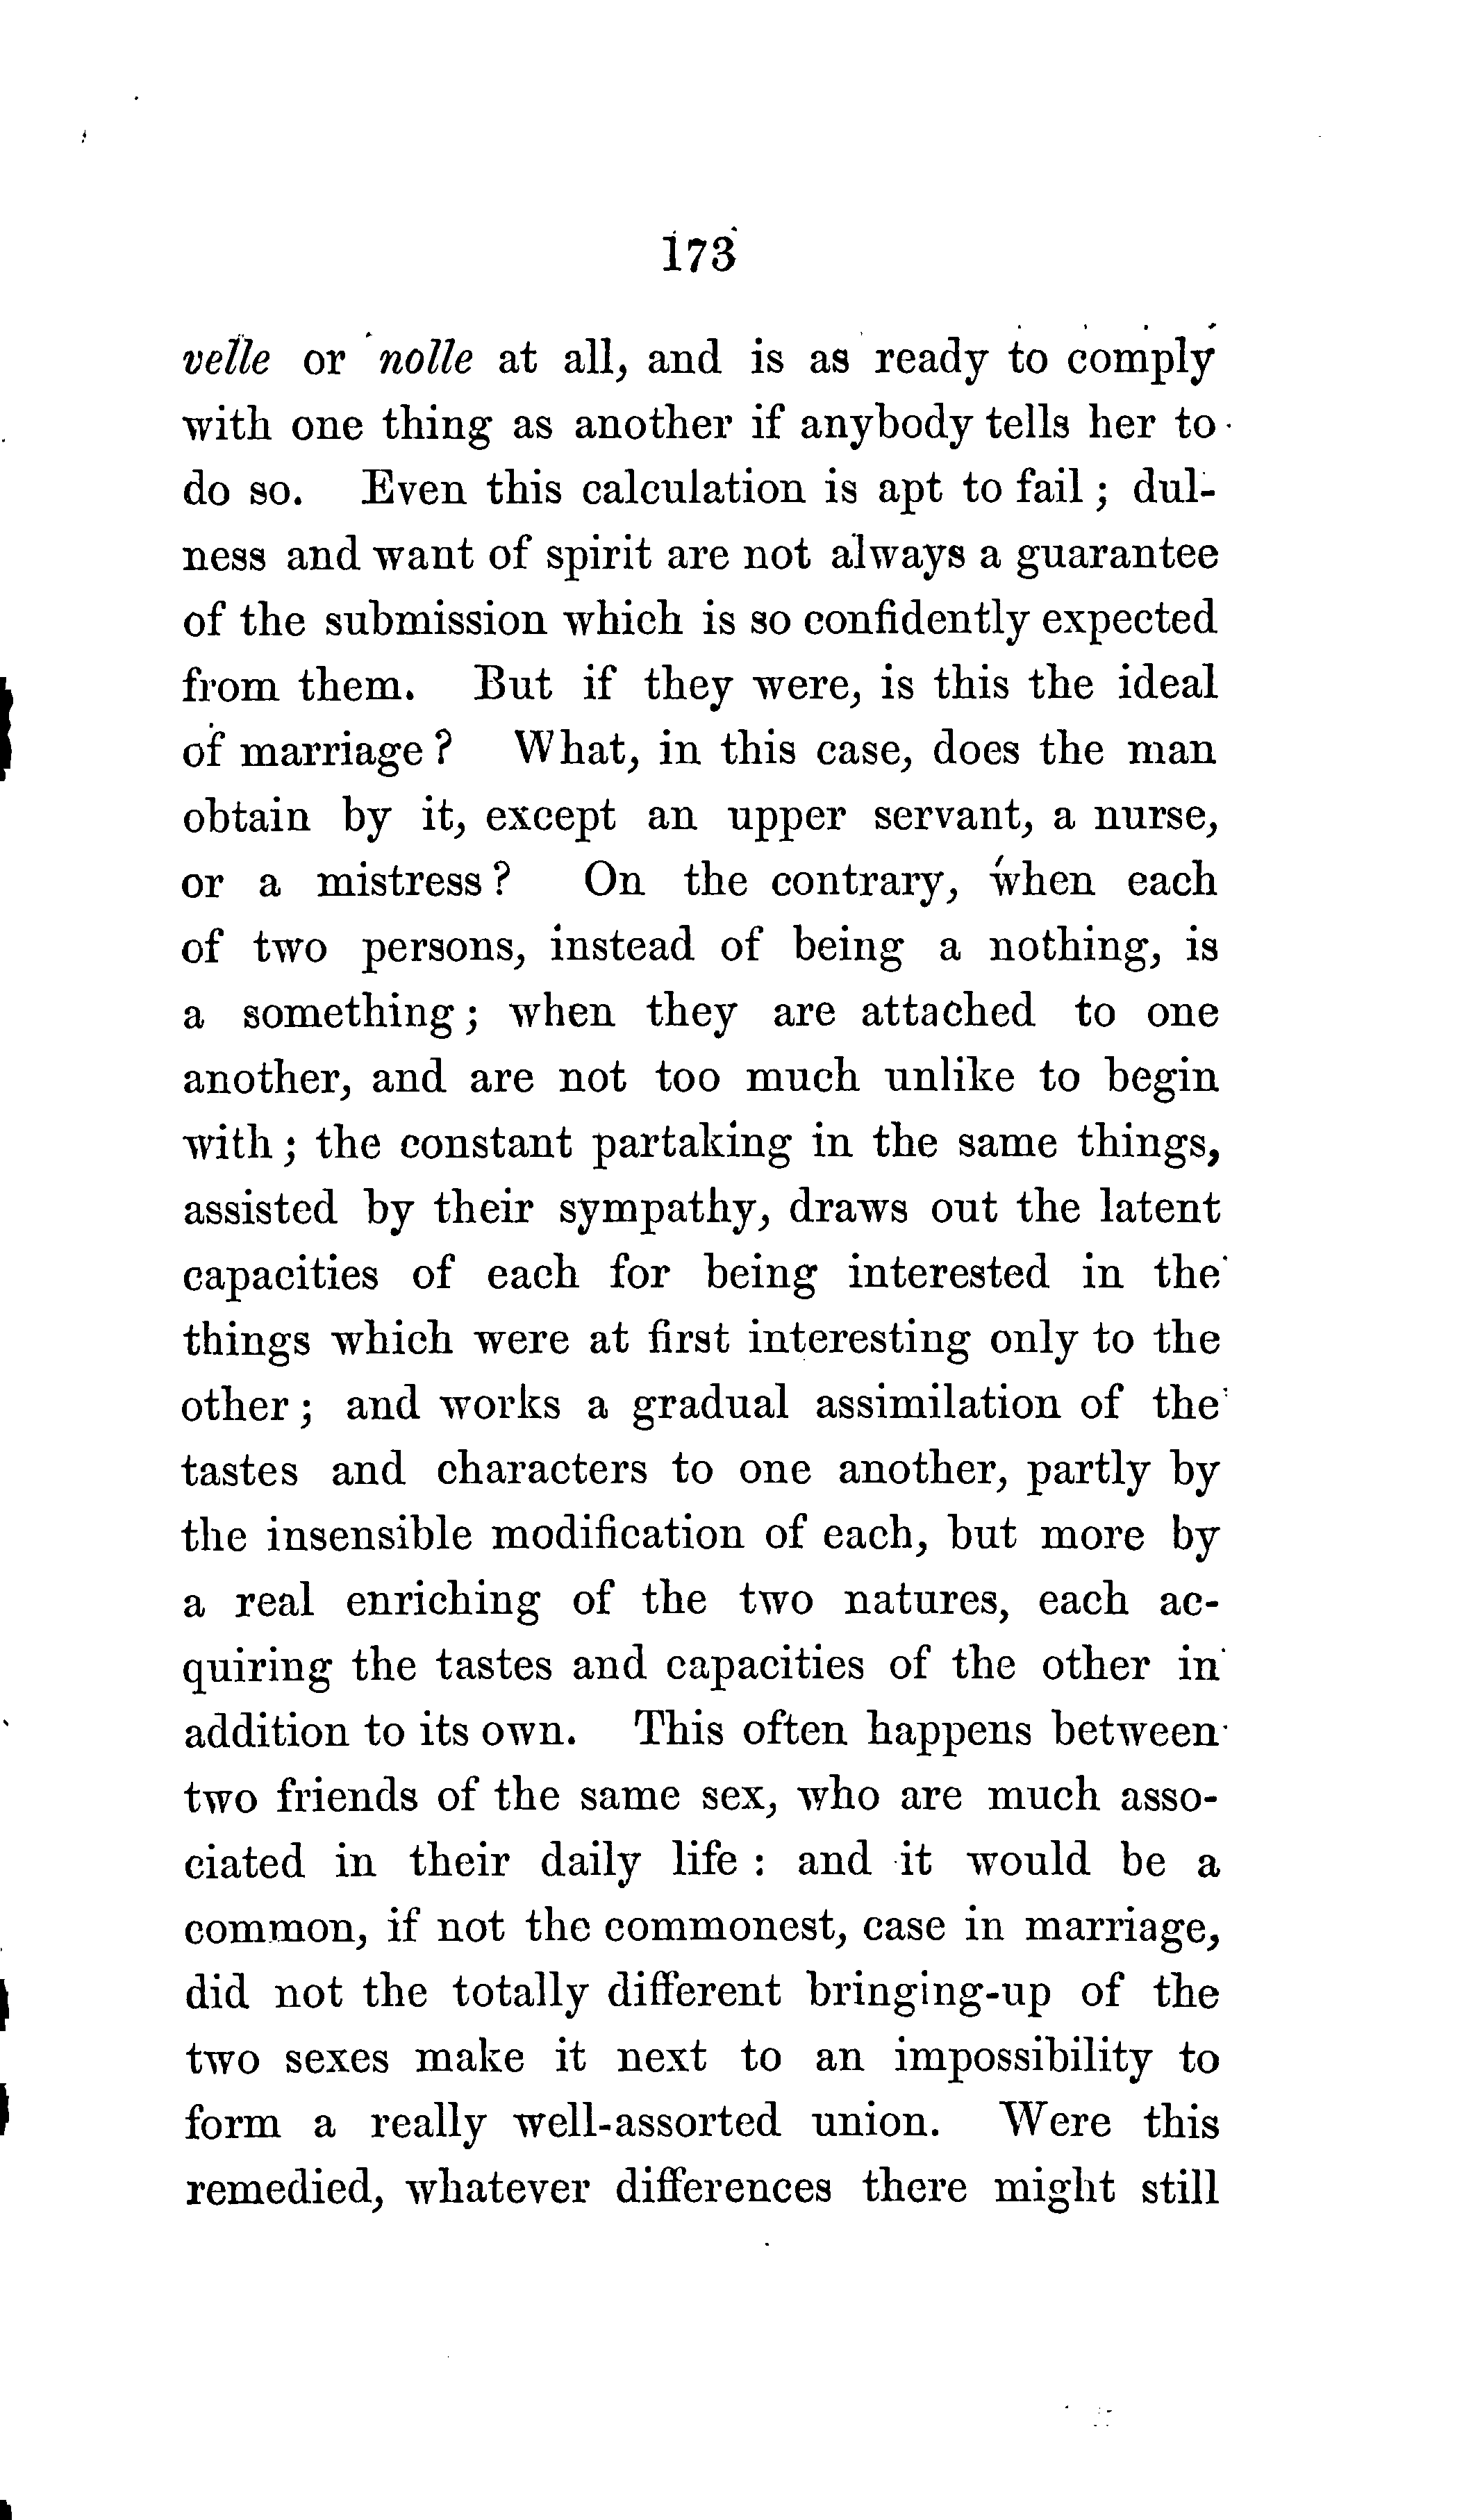 173
velle or nolle at all, and is as ready to comply
with one thing as another if anybody tells her to
do so. Even this calculation is apt to fail; dul-
ness and want of spirit are not always a guarantee
of the submission which is so confidently expected
from them. But if they were, is this the ideal
of marriage? What, in this case, does the man
obtain by it, except an upper servant, a nurse,
or a mistress? On the contrary, when each
of two persons, instead of being a nothing, is
a something; when they are attached to one
another, and are not too much unlike to begin
with; the constant partaking in the same things,
assisted by their sympathy, draws out the latent
capacities of each for being interested in the
things which were at first interesting only to the
other; and works a gradual assimilation of the
tastes and characters to one another, partly by
the insensible modification of each, but more by
a real enriching of the two natures, each ac-
quiring the tastes and capacities of the other in
addition to its own. This often happens between
two friends of the same sex, who are much asso-
ciated in their daily life: and it would be a
common, if not the commonest, case in marriage,
did not the totally different bringing-up of the
two sexes make it next to an impossibility to
form a really well-assorted union. Were this
remedied, whatever differences there might still